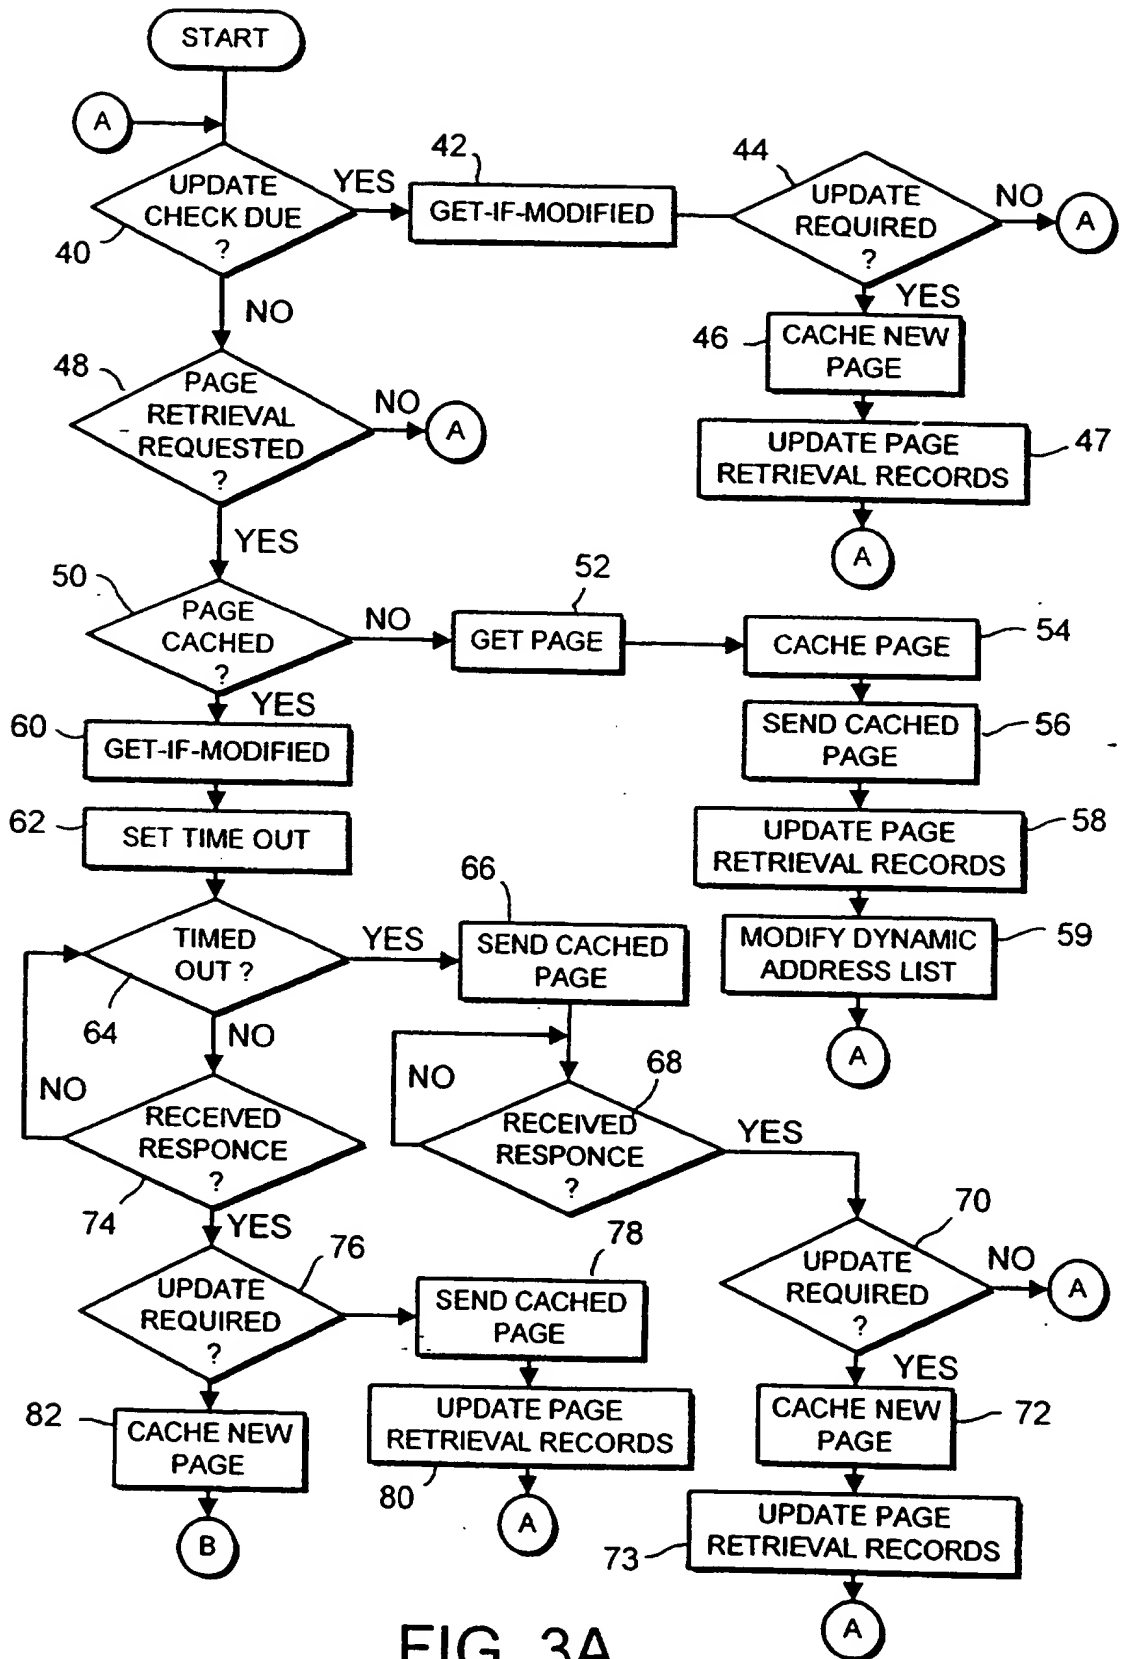 START
A
UPDATE
CHECK DUE
?
40
YES
42
GET-IF-MODIFIED
44
UPDATE
REQUIRED
?
NO
A
YES
46
CACHE NEW
PAGE
47
UPDATE PAGE
RETRIEVAL RECORDS
A
NO
48
PAGE
RETRIEVAL
REQUESTED
?
NO
A
YES
50
PAGE
CACHED
?
NO
52
GET PAGE
CACHE PAGE
54
SEND CACHED
PAGE
56
UPDATE PAGE
RETRIEVAL RECORDS
58
MODIFY DYNAMIC
ADDRESS LIST
59
A
YES
60
GET-IF-MODIFIED
62
SET TIME OUT
TIMED
OUT ?
64
YES
66
SEND CACHED
PAGE
NO
NO
RECEIVED
RESPONCE
?
74
NO
68
RECEIVED
RESPONCE
?
YES
70
UPDATE
REQUIRED
?
NO
A
YES
72
CACHE NEW
PAGE
UPDATE PAGE
RETRIEVAL RECORDS
73
A
YES
76
UPDATE
REQUIRED
?
78
SEND CACHED
PAGE
UPDATE PAGE
RETRIEVAL RECORDS
80
A
82
CACHE NEW
PAGE
B
FIG. 3A